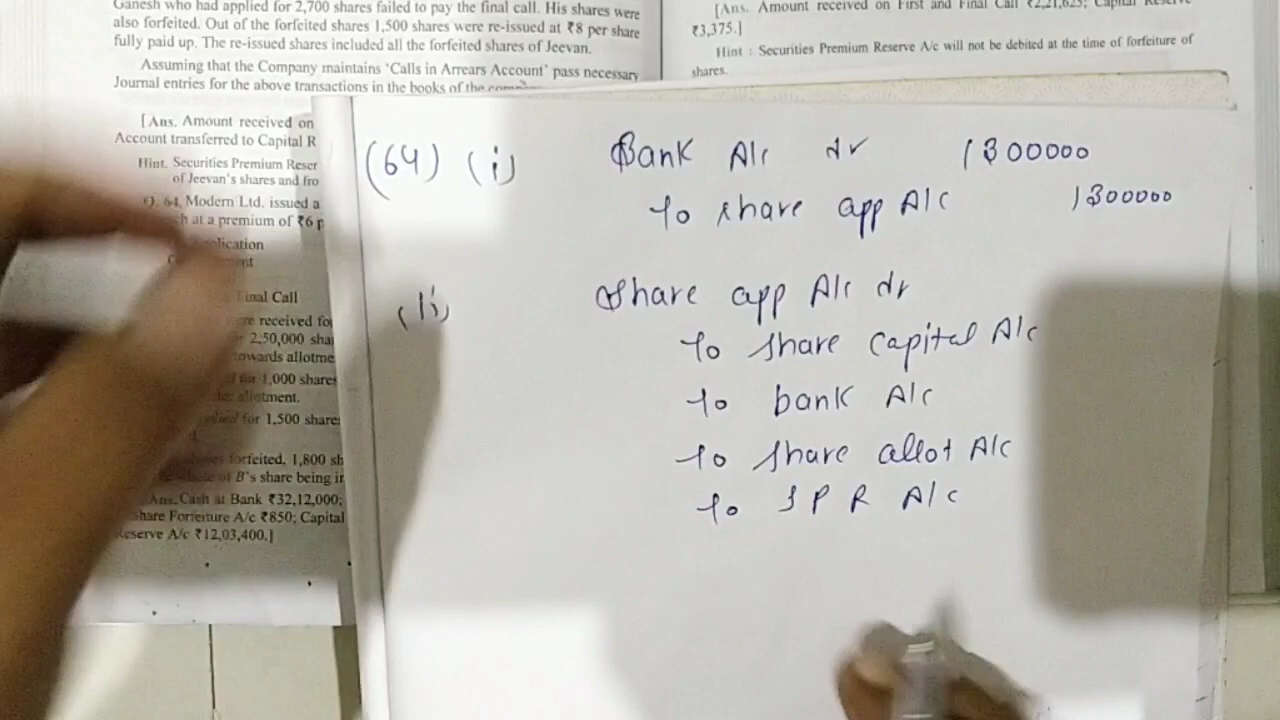 Ganesh who had applied for 2,700 shares failed to pay the final call. His shares were
also forfeited. Out of the forfeited shares 1,500 shares were re-issued at ₹8 per share
fully paid up. The re-issued shares included all the forfeited shares of Jeevan.
Assuming that the Company maintains 'Calls in Arrears Account' pass necessary
Journal entries for the above transactions in the books of the
[Ans. Amount received on
Account transferred to Capital R
Hint. Securities Premium Reser
of Jeevan's shares and fro
Q. 64. Modern Ltd. issued a
at a premium of ₹6 p
Final Call
received for
2,50,000 sha
towards allotme
for 1,000 shares
allotment.
for 1,500 shares
forfeited, 1,800 sh
of B's share being in
Ans. Cash at Bank ₹32,12,000;
Share Forfeiture A/c ₹850; Capital
Reserve A/c ₹12,03,400.]
[Ans. Amount received on First and Final Call ₹2,21,625; Capital Reserve
₹3,375.]
Hint : Securities Premium Reserve A/c will not be debited at the time of forfeiture of
shares.
(64) (i) Bank A/c dr 1300000
To share app A/c 1300000
(ii) Share app A/c dr
To share capital A/c
To bank A/c
To share allot A/c
To S P R A/c